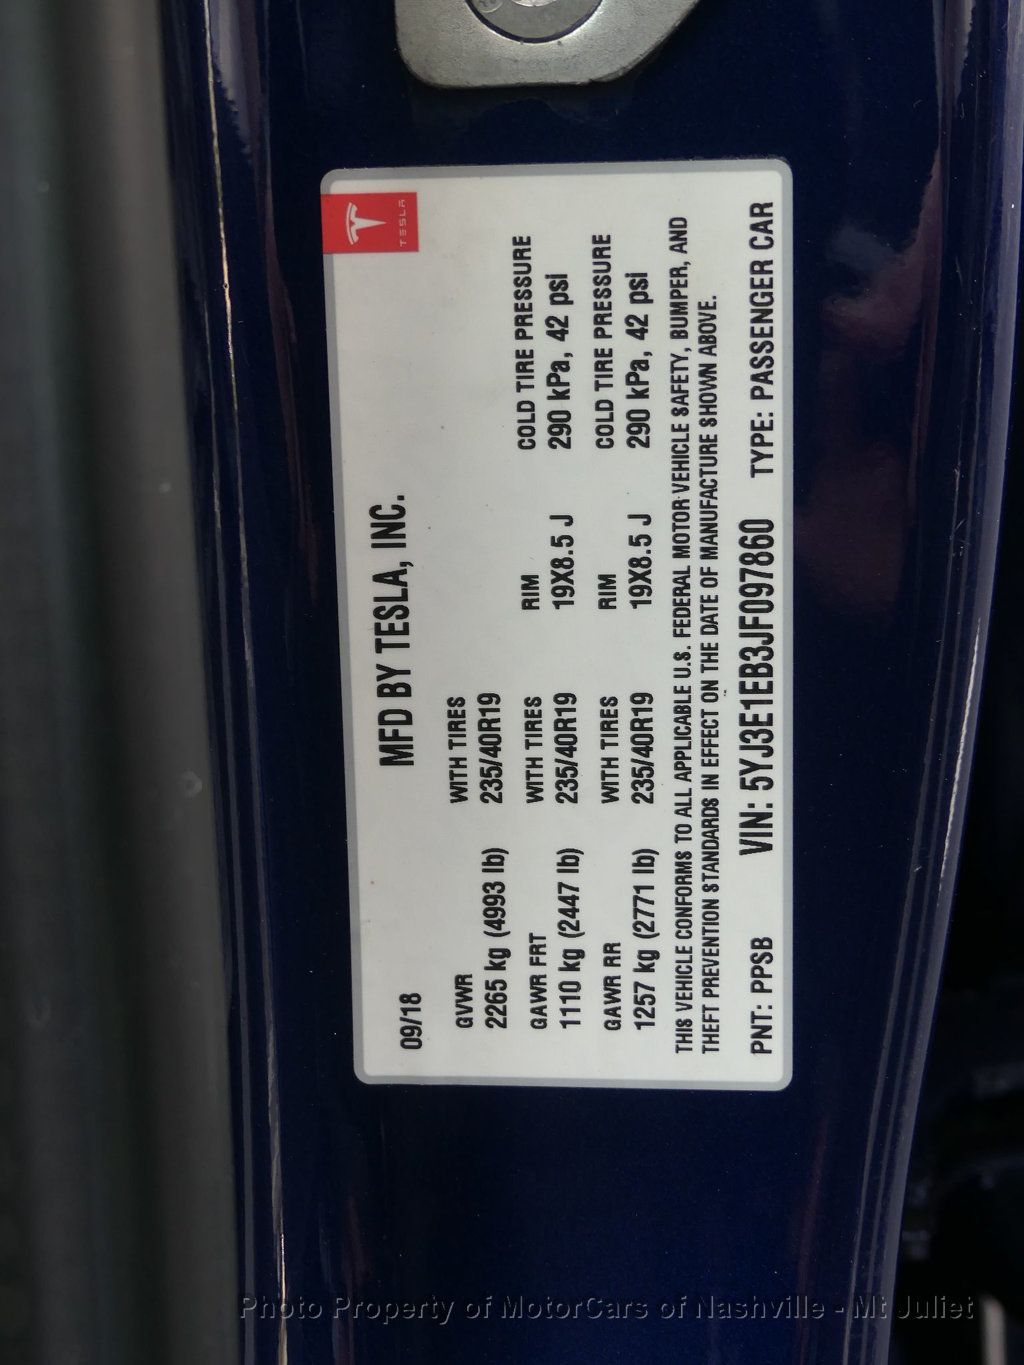 TESLA
09/18 MFD BY TESLA, INC.
GVWR WITH TIRES
2265 kg (4993 lb) 235/40R19
GAWR FRT WITH TIRES RIM COLD TIRE PRESSURE
1110 kg (2447 lb) 235/40R19 19X8.5 J 290 kPa, 42 psi
GAWR RR WITH TIRES RIM COLD TIRE PRESSURE
1257 kg (2771 lb) 235/40R19 19X8.5 J 290 kPa, 42 psi
THIS VEHICLE CONFORMS TO ALL APPLICABLE U.S. FEDERAL MOTOR VEHICLE SAFETY, BUMPER, AND
THEFT PREVENTION STANDARDS IN EFFECT ON THE DATE OF MANUFACTURE SHOWN ABOVE.
PNT: PPSB VIN: 5YJ3E1EB3JF097860 TYPE: PASSENGER CAR
Photo Property of MotorCars of Nashville - Mt Juliet